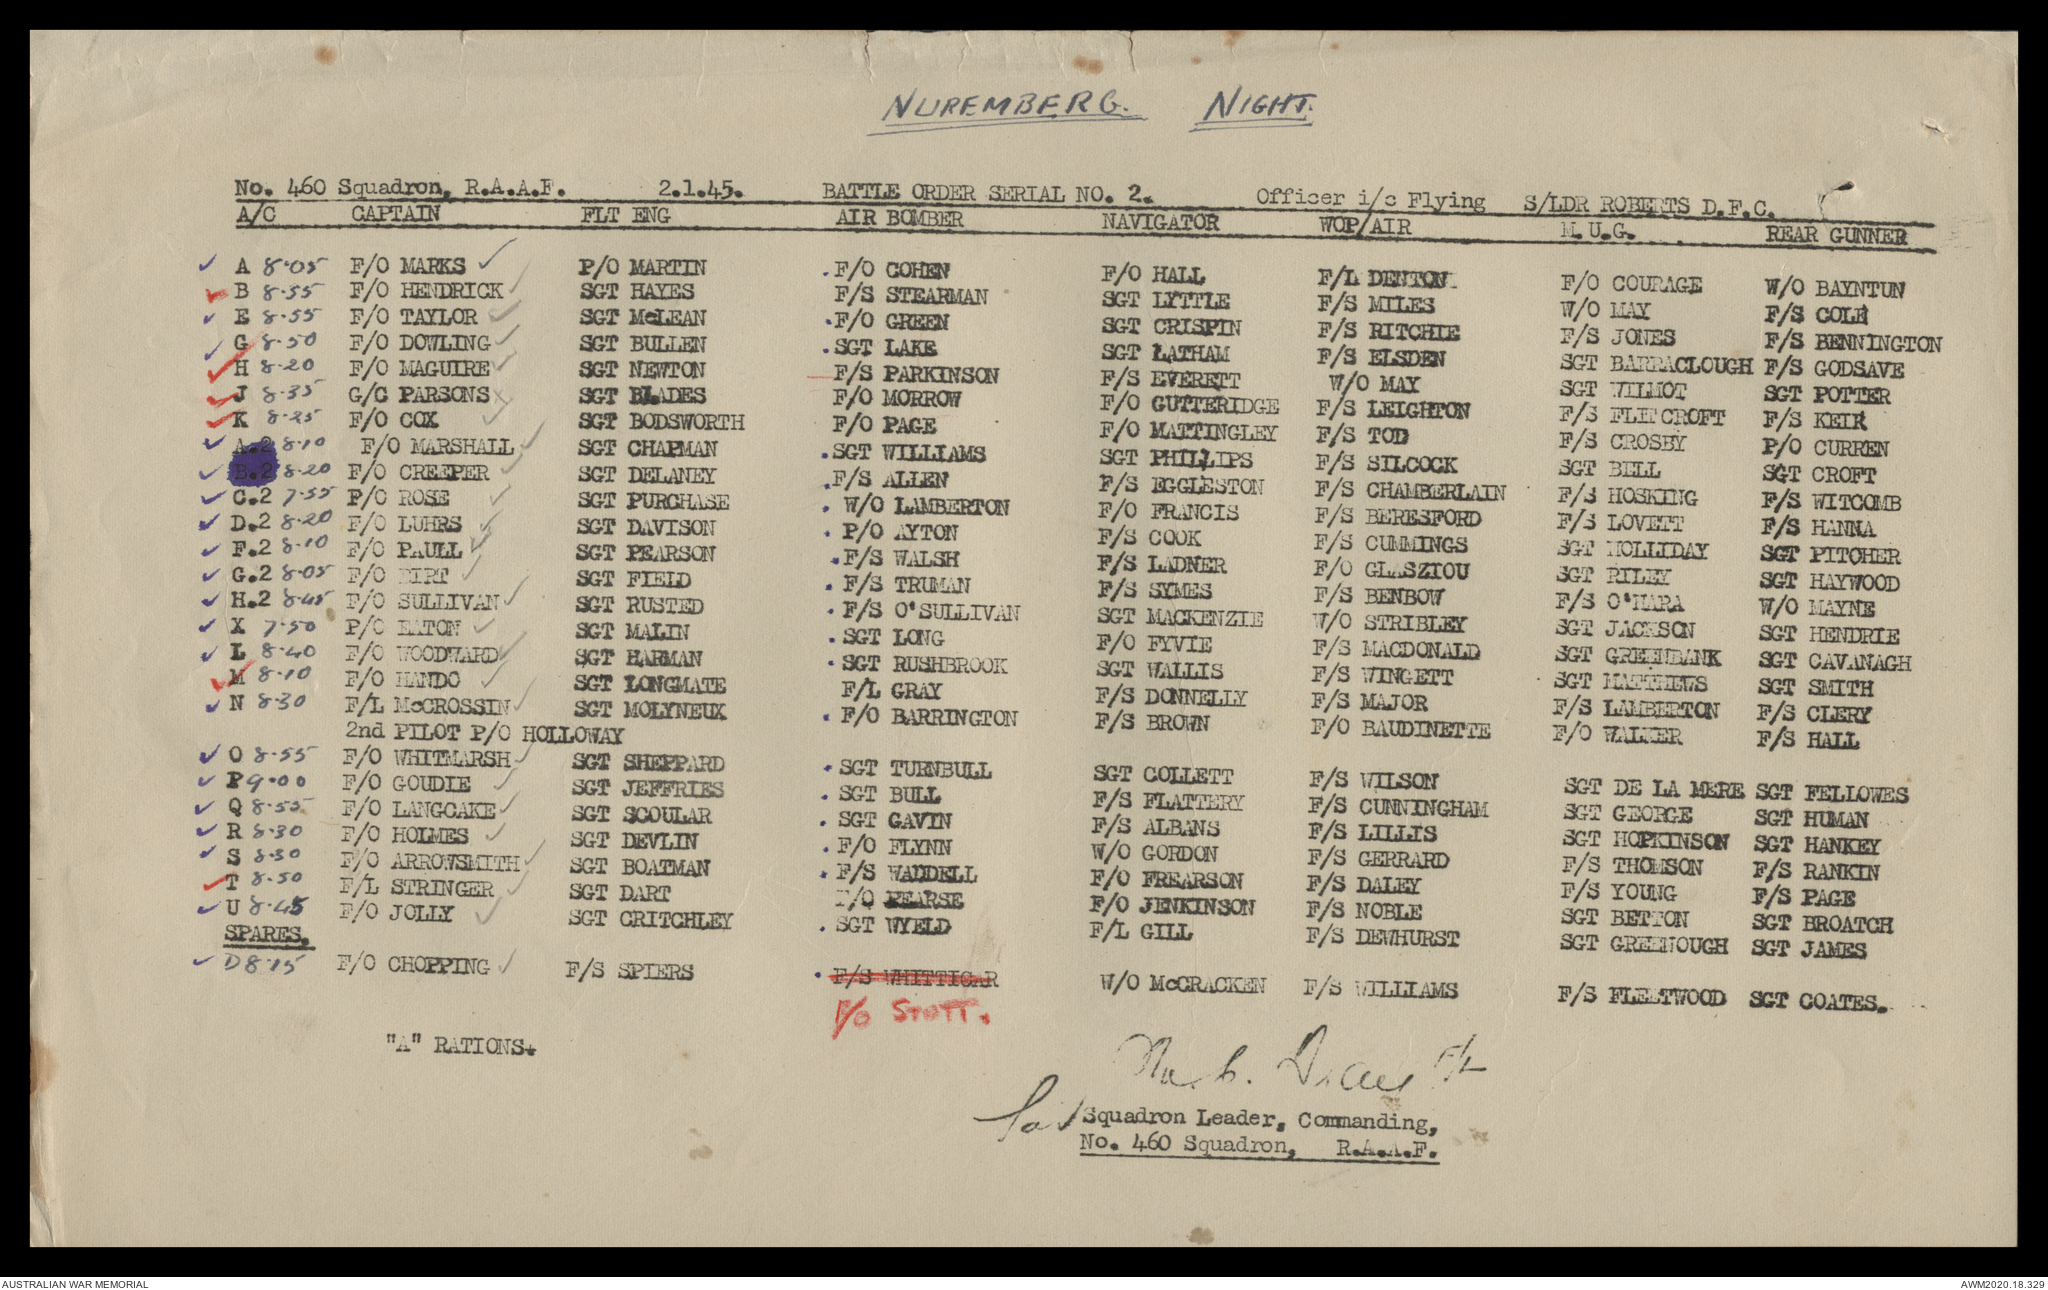 NUREMBERG. NIGHT.
No. 460 Squadron, R.A.A.F. 2.1.45. BATTLE ORDER SERIAL NO. 2. Officer i/c Flying S/LDR ROBERTS D.F.C.
A/C CAPTAIN FLT ENG AIR BOMBER NAVIGATOR WOP/AIR M.U.G. REAR GUNNER
A 8.05 F/O MARKS P/O MARTIN F/O COHEN F/O HALL F/L DENTON F/O COURAGE W/O BAYNTUN
B 8.55 F/O HENDRICK SGT HAYES F/S STEARMAN SGT LYTTLE F/S MILES W/O MAY F/S COLE
E 8.55 F/O TAYLOR SGT McLEAN F/O GREEN SGT CRISPIN F/S RITCHIE F/S JONES F/S BENNINGTON
G 8.50 F/O DOWLING SGT BULLEN SGT LAKE SGT LATHAM F/S ELSDEN SGT BARRACLOUGH F/S GODSAVE
H 8.20 F/O MAGUIRE SGT NEWTON F/S PARKINSON F/S EVERETT W/O MAY SGT WILMOT SGT POTTER
J 8.35 G/C PARSONS SGT BLADES F/O MORROW F/O GUTTERIDGE F/S LEIGHTON F/S FLITCROFT F/S KEIR
K 8.25 F/O COX SGT BODSWORTH F/O PAGE F/O MATTINGLEY F/S TOD F/S CROSBY P/O CURREN
A.2 8.10 F/O MARSHALL SGT CHAPMAN SGT WILLIAMS SGT PHILLIPS F/S SILCOCK SGT BELL SGT CROFT
B.2 8.20 F/O CREEPER SGT DELANEY F/S ALLEN F/S EGGLESTON F/S CHAMBERLAIN F/S HOSKING F/S WITCOMB
C.2 7.55 P/O ROSE SGT PURCHASE W/O LAMBERTON F/O FRANCIS F/S BERESFORD F/S LOVETT F/S HANNA
D.2 8.20 F/O LUHRS SGT DAVISON P/O AYTON F/S COOK F/S CUMMINGS SGT HOLLIDAY SGT PITCHER
F.2 8.10 F/O PAULL SGT PEARSON F/S WALSH F/S LADNER F/O GLASZIOU SGT RILEY SGT HAYWOOD
G.2 8.05 F/O DIRT SGT FIELD F/S TRUMAN F/S SYMES F/S BENBOW F/S O'HARA W/O MAYNE
H.2 8.45 F/O SULLIVAN SGT RUSTED F/S O'SULLIVAN SGT MACKENZIE W/O STRIBLEY SGT JACKSON SGT HENDRIE
X 7.50 P/O EATON SGT MALIN SGT LONG F/O FYVIE F/S MACDONALD SGT GREENBANK SGT CAVANAGH
L 8.40 F/O WOODWARD SGT HARMAN SGT RUSHBROOK SGT WALLIS F/S WINGETT SGT MATTHEWS SGT SMITH
M 8.10 F/O HANDO SGT LONGMATE F/L GRAY F/S DONNELLY F/S MAJOR F/S LAMBERTON F/S CLERY
N 8.30 F/L McCROSSIN SGT MOLYNEUX F/O BARRINGTON F/S BROWN F/O BAUDINETTE F/O WALKER F/S HALL
2nd PILOT P/O HOLLOWAY
O 8.55 F/O WHITMARSH SGT SHEPPARD SGT TURNBULL SGT COLLETT F/S WILSON SGT DE LA MERE SGT FELLOWES
P 9.00 F/O GOUDIE SGT JEFFRIES SGT BULL F/S FLATTERY F/S CUNNINGHAM SGT GEORGE SGT HUMAN
Q 8.55 F/O LANGCAKE SGT SCOULAR SGT GAVIN F/S ALBANS F/S LILLIS SGT HOPKINSON SGT HANKEY
R 8.30 F/O HOLMES SGT DEVLIN F/O FLYNN W/O GORDON F/S GERRARD F/S THOMSON F/S RANKIN
S 8.30 F/O ARROWSMITH SGT BOATMAN F/S WADDELL F/O FREARSON F/S DALEY F/S YOUNG F/S PAGE
T 8.50 F/L STRINGER SGT DART F/O PEARSE F/O JENKINSON F/S NOBLE SGT BETTON SGT BROATCH
U 8.45 F/O JOLLY SGT CRITCHLEY SGT WYELD F/L GILL F/S DEWHURST SGT GREENOUGH SGT JAMES
SPARES.
D 8.15 F/O CHOPPING F/S SPIERS F/S WHITTICAR W/O McCRACKEN F/S WILLIAMS F/S FLEETWOOD SGT COATES.
F/O STOTT.
"A" RATIONS.
for Squadron Leader, Commanding,
No. 460 Squadron, R.A.A.F.
AUSTRALIAN WAR MEMORIAL AWM2020.18.329